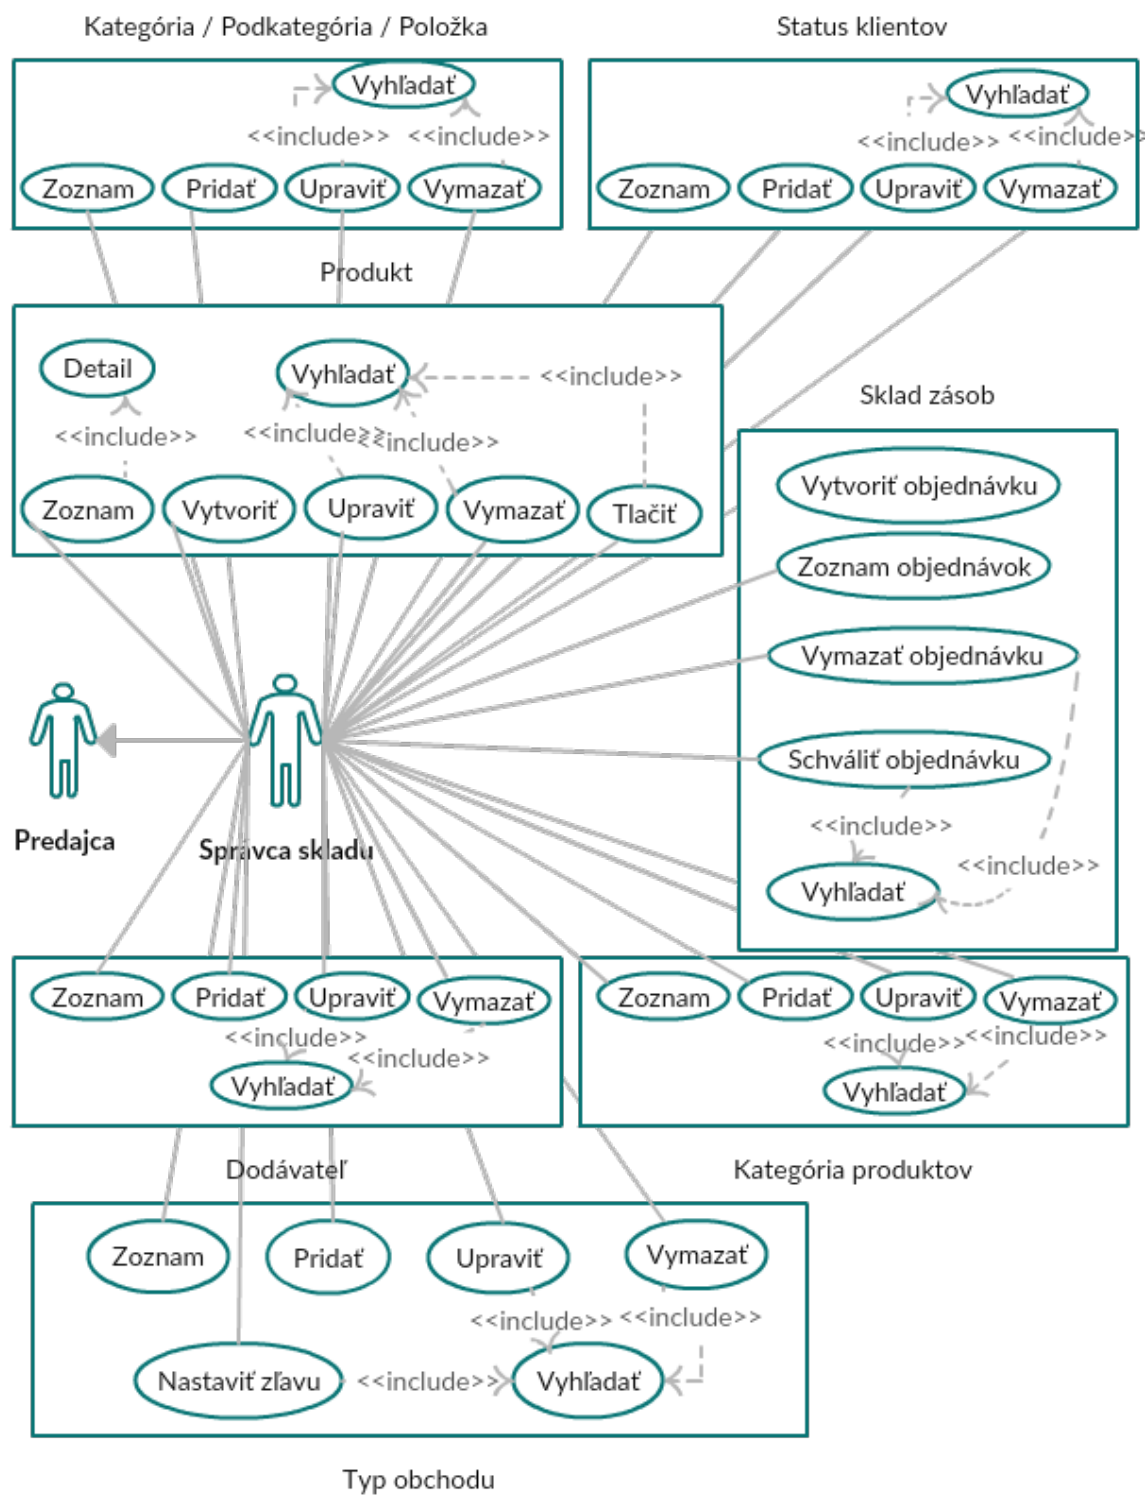 Kategória / Podkategória / Položka
Status klientov
Vyhľadať
<<include>> <<include>>
Zoznam Pridať Upraviť Vymazať
Vyhľadať
<<include>> <<include>>
Zoznam Pridať Upraviť Vymazať
Produkt
Detail
Vyhľadať
<<include>>
<<include>>
<<include>>
<<include>>
Zoznam Vytvoriť Upraviť Vymazať Tlačiť
Sklad zásob
Vytvoriť objednávku
Zoznam objednávok
Vymazať objednávku
Schváliť objednávku
<<include>>
<<include>>
Vyhľadať
Predajca
Správca skladu
Zoznam Pridať Upraviť Vymazať
<<include>>
<<include>>
Vyhľadať
Dodávateľ
Zoznam Pridať Upraviť Vymazať
<<include>> <<include>>
Vyhľadať
Kategória produktov
Zoznam Pridať Upraviť Vymazať
<<include>> <<include>>
Nastaviť zľavu <<include>> Vyhľadať
Typ obchodu